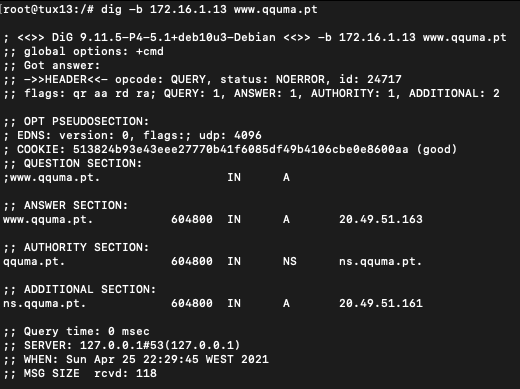 [root@tux13:/# dig -b 172.16.1.13 www.qquma.pt
; <<>> DiG 9.11.5-P4-5.1+deb10u3-Debian <<>> -b 172.16.1.13 www.qquma.pt
;; global options: +cmd
;; Got answer:
;; ->>HEADER<<- opcode: QUERY, status: NOERROR, id: 24717
;; flags: qr aa rd ra; QUERY: 1, ANSWER: 1, AUTHORITY: 1, ADDITIONAL: 2
;; OPT PSEUDOSECTION:
; EDNS: version: 0, flags:; udp: 4096
; COOKIE: 513824b93e43eee27770b41f6085df49b4106cbe0e8600aa (good)
;; QUESTION SECTION:
;www.qquma.pt. IN A
;; ANSWER SECTION:
www.qquma.pt. 604800 IN A 20.49.51.163
;; AUTHORITY SECTION:
qquma.pt. 604800 IN NS ns.qquma.pt.
;; ADDITIONAL SECTION:
ns.qquma.pt. 604800 IN A 20.49.51.161
;; Query time: 0 msec
;; SERVER: 127.0.0.1#53(127.0.0.1)
;; WHEN: Sun Apr 25 22:29:45 WEST 2021
;; MSG SIZE rcvd: 118